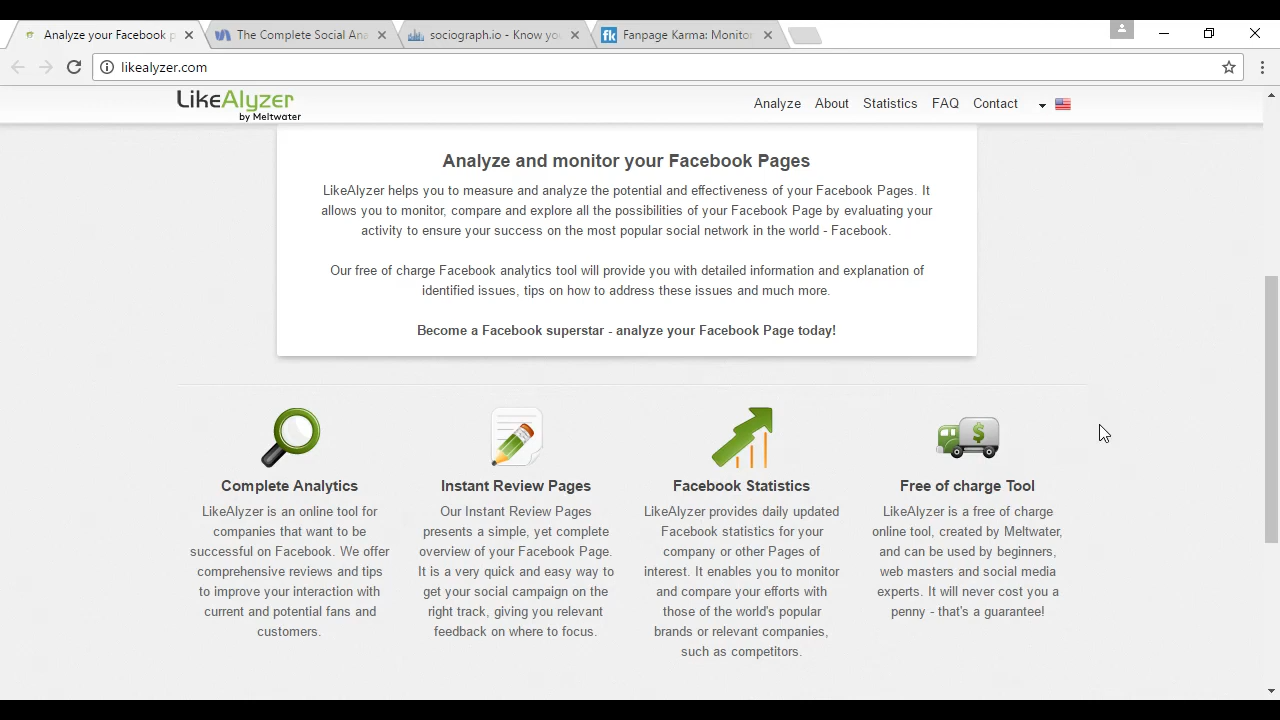 Analyze your Facebook p
The Complete Social Ana
sociograph.io - Know you
Fanpage Karma: Monitor
likealyzer.com
LikeAlyzer
by Meltwater
Analyze About Statistics FAQ Contact
Analyze and monitor your Facebook Pages
LikeAlyzer helps you to measure and analyze the potential and effectiveness of your Facebook Pages. It
allows you to monitor, compare and explore all the possibilities of your Facebook Page by evaluating your
activity to ensure your success on the most popular social network in the world - Facebook.
Our free of charge Facebook analytics tool will provide you with detailed information and explanation of
identified issues, tips on how to address these issues and much more.
Become a Facebook superstar - analyze your Facebook Page today!
Complete Analytics
LikeAlyzer is an online tool for
companies that want to be
successful on Facebook. We offer
comprehensive reviews and tips
to improve your interaction with
current and potential fans and
customers.
Instant Review Pages
Our Instant Review Pages
presents a simple, yet complete
overview of your Facebook Page.
It is a very quick and easy way to
get your social campaign on the
right track, giving you relevant
feedback on where to focus.
Facebook Statistics
LikeAlyzer provides daily updated
Facebook statistics for your
company or other Pages of
interest. It enables you to monitor
and compare your efforts with
those of the world's popular
brands or relevant companies,
such as competitors.
Free of charge Tool
LikeAlyzer is a free of charge
online tool, created by Meltwater,
and can be used by beginners,
web masters and social media
experts. It will never cost you a
penny - that's a guarantee!